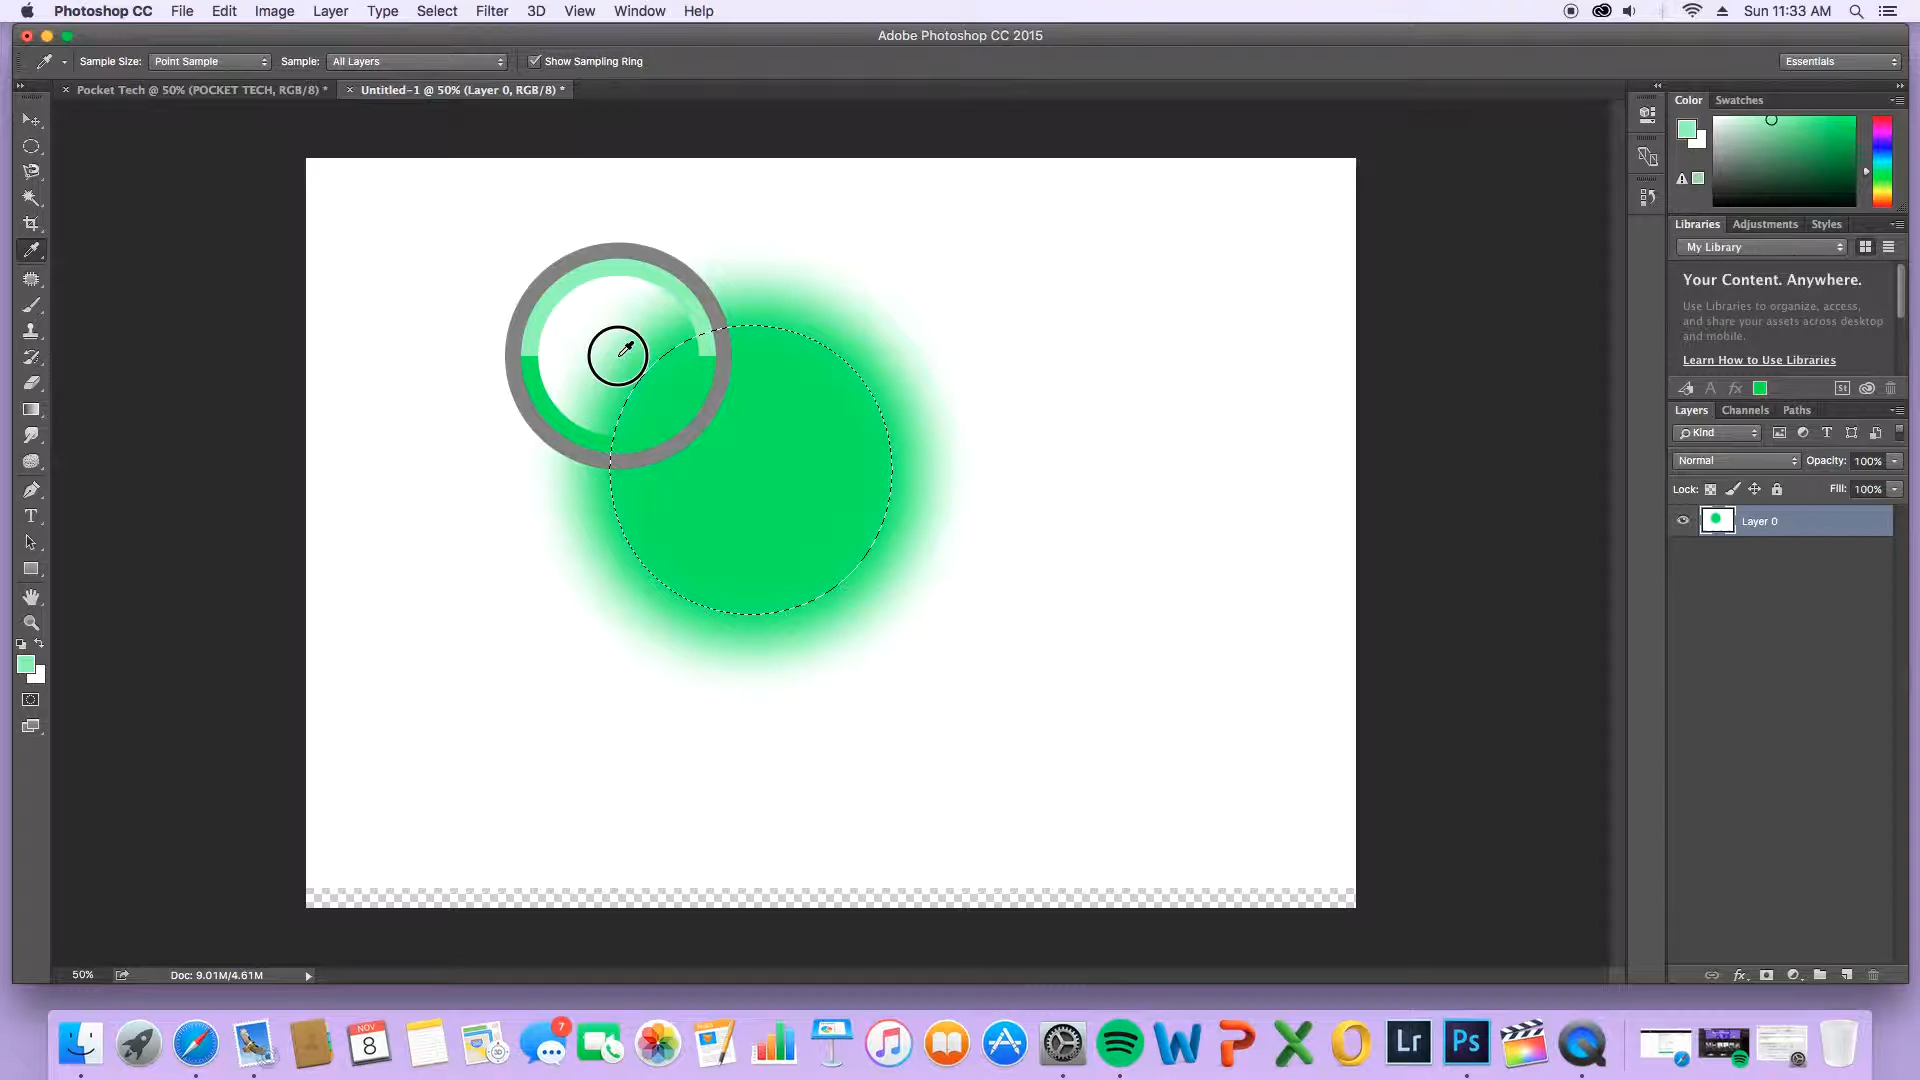 Photoshop CC File Edit Image Layer Type Select Filter 3D View Window Help Sun 11:33 AM
Adobe Photoshop CC 2015
Sample Size: Point Sample Sample: All Layers Show Sampling Ring Essentials
× Pocket Tech @ 50% (POCKET TECH, RGB/8) * × Untitled-1 @ 50% (Layer 0, RGB/8) *
Color Swatches
Libraries Adjustments Styles
My Library
Your Content. Anywhere.
Use Libraries to organize, access,
and share your assets across desktop
and mobile.
Learn How to Use Libraries
A fx St
Layers Channels Paths
Kind T
Normal Opacity: 100%
Lock: Fill: 100%
Layer 0
T
50% Doc: 9.01M/4.61M
fx
NOV 7
8 3D W P X O Lr Ps